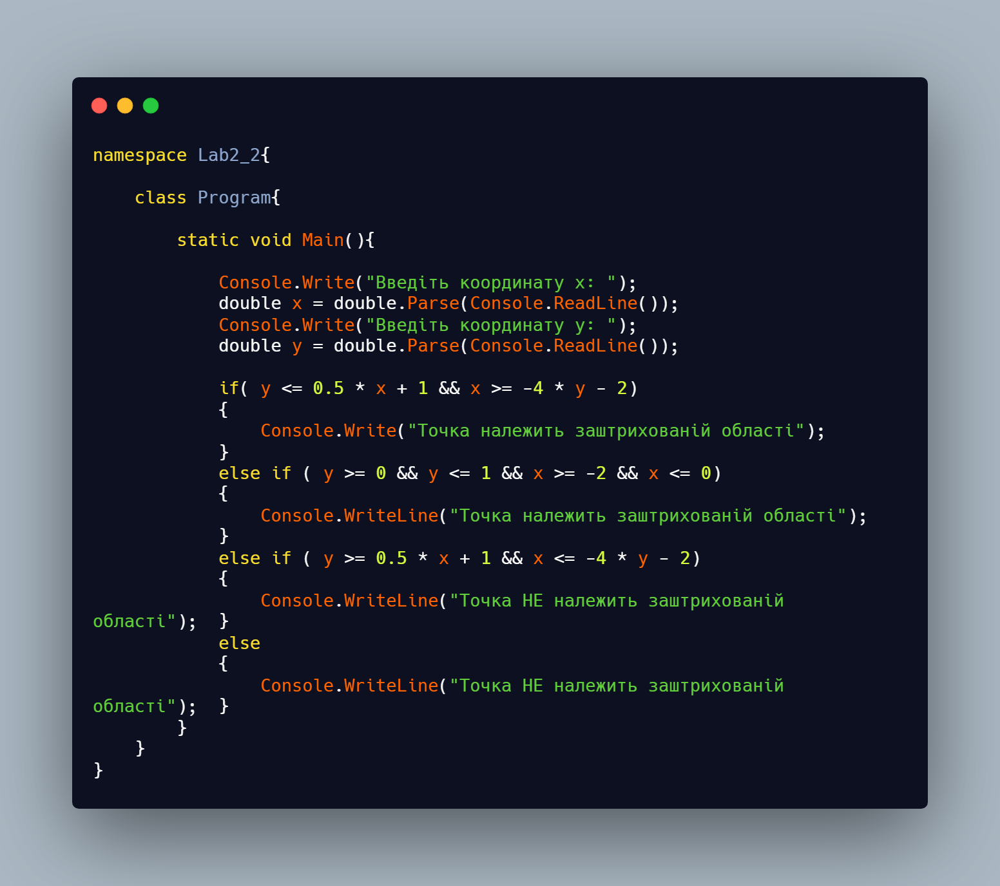 namespace Lab2_2{
class Program{
static void Main(){
Console.Write("Введіть координату x: ");
double x = double.Parse(Console.ReadLine());
Console.Write("Введіть координату y: ");
double y = double.Parse(Console.ReadLine());
if( y <= 0.5 * x + 1 && x >= -4 * y - 2)
{
Console.Write("Точка належить заштрихованій області");
}
else if ( y >= 0 && y <= 1 && x >= -2 && x <= 0)
{
Console.WriteLine("Точка належить заштрихованій області");
}
else if ( y >= 0.5 * x + 1 && x <= -4 * y - 2)
{
Console.WriteLine("Точка НЕ належить заштрихованій
області"); }
else
{
Console.WriteLine("Точка НЕ належить заштрихованій
області"); }
}
}
}